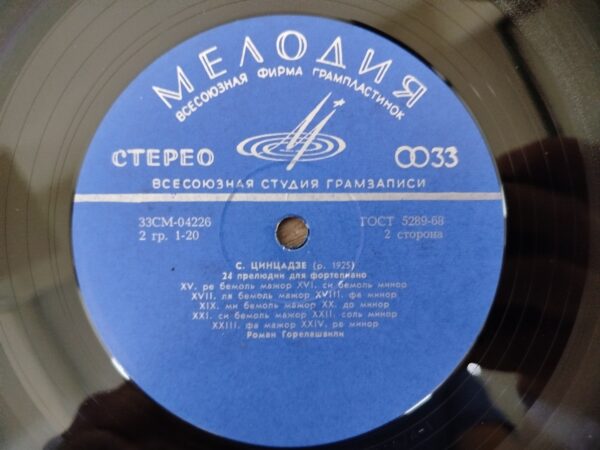 МЕЛОДИЯ
ВСЕСОЮЗНАЯ ФИРМА ГРАМПЛАСТИНОК
СТЕРЕО
33
ВСЕСОЮЗНАЯ СТУДИЯ ГРАМЗАПИСИ
33СМ-04226
ГОСТ 5289-68
2 гр. 1-20
2 сторона
С. ЦИНЦАДЗЕ (р. 1925)
24 прелюдии для фортепиано
XV. ре бемоль мажор XVI. си бемоль минор
XVII. ля бемоль мажор XVIII. фа минор
XIX. ми бемоль мажор XX. до минор
XXI. си бемоль мажор XXII. соль минор
XXIII. фа мажор XXIV. ре минор
Роман Горелашвили